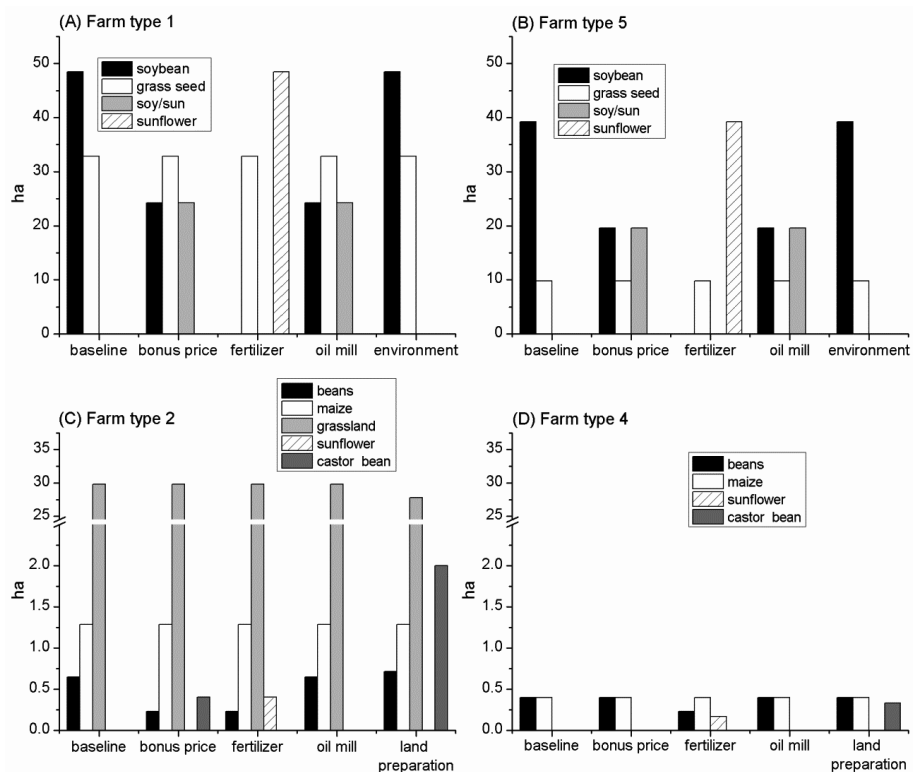 (A) Farm type 1
50
40
30
20
10
0
ha
soybean
grass seed
soy/sun
sunflower
baseline
bonus price
fertilizer
oil mill
environment
(B) Farm type 5
50
40
30
20
10
0
ha
soybean
grass seed
soy/sun
sunflower
baseline
bonus price
fertilizer
oil mill
environment
(C) Farm type 2
35
30
25
2.0
1.5
1.0
0.5
0.0
ha
beans
maize
grassland
sunflower
castor bean
baseline
bonus price
fertilizer
oil mill
land
preparation
(D) Farm type 4
35
30
25
2.0
1.5
1.0
0.5
0.0
ha
beans
maize
sunflower
castor bean
baseline
bonus price
fertilizer
oil mill
land
preparation